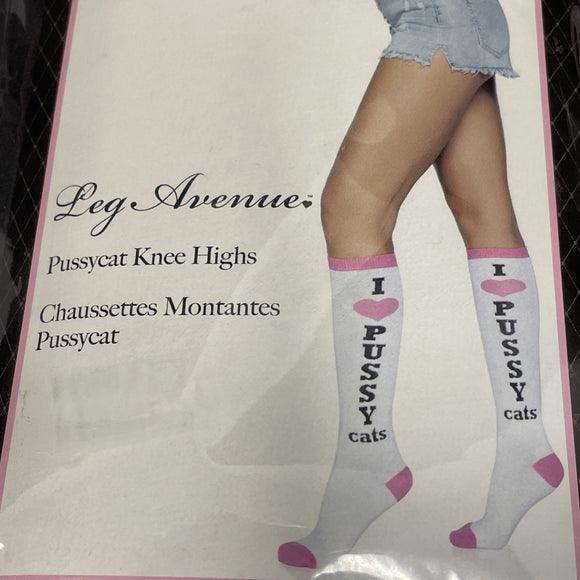 Leg Avenue
Pussycat Knee Highs
Chaussettes Montantes
Pussycat
I
PUSSY
cats
I
PUSSY
cats